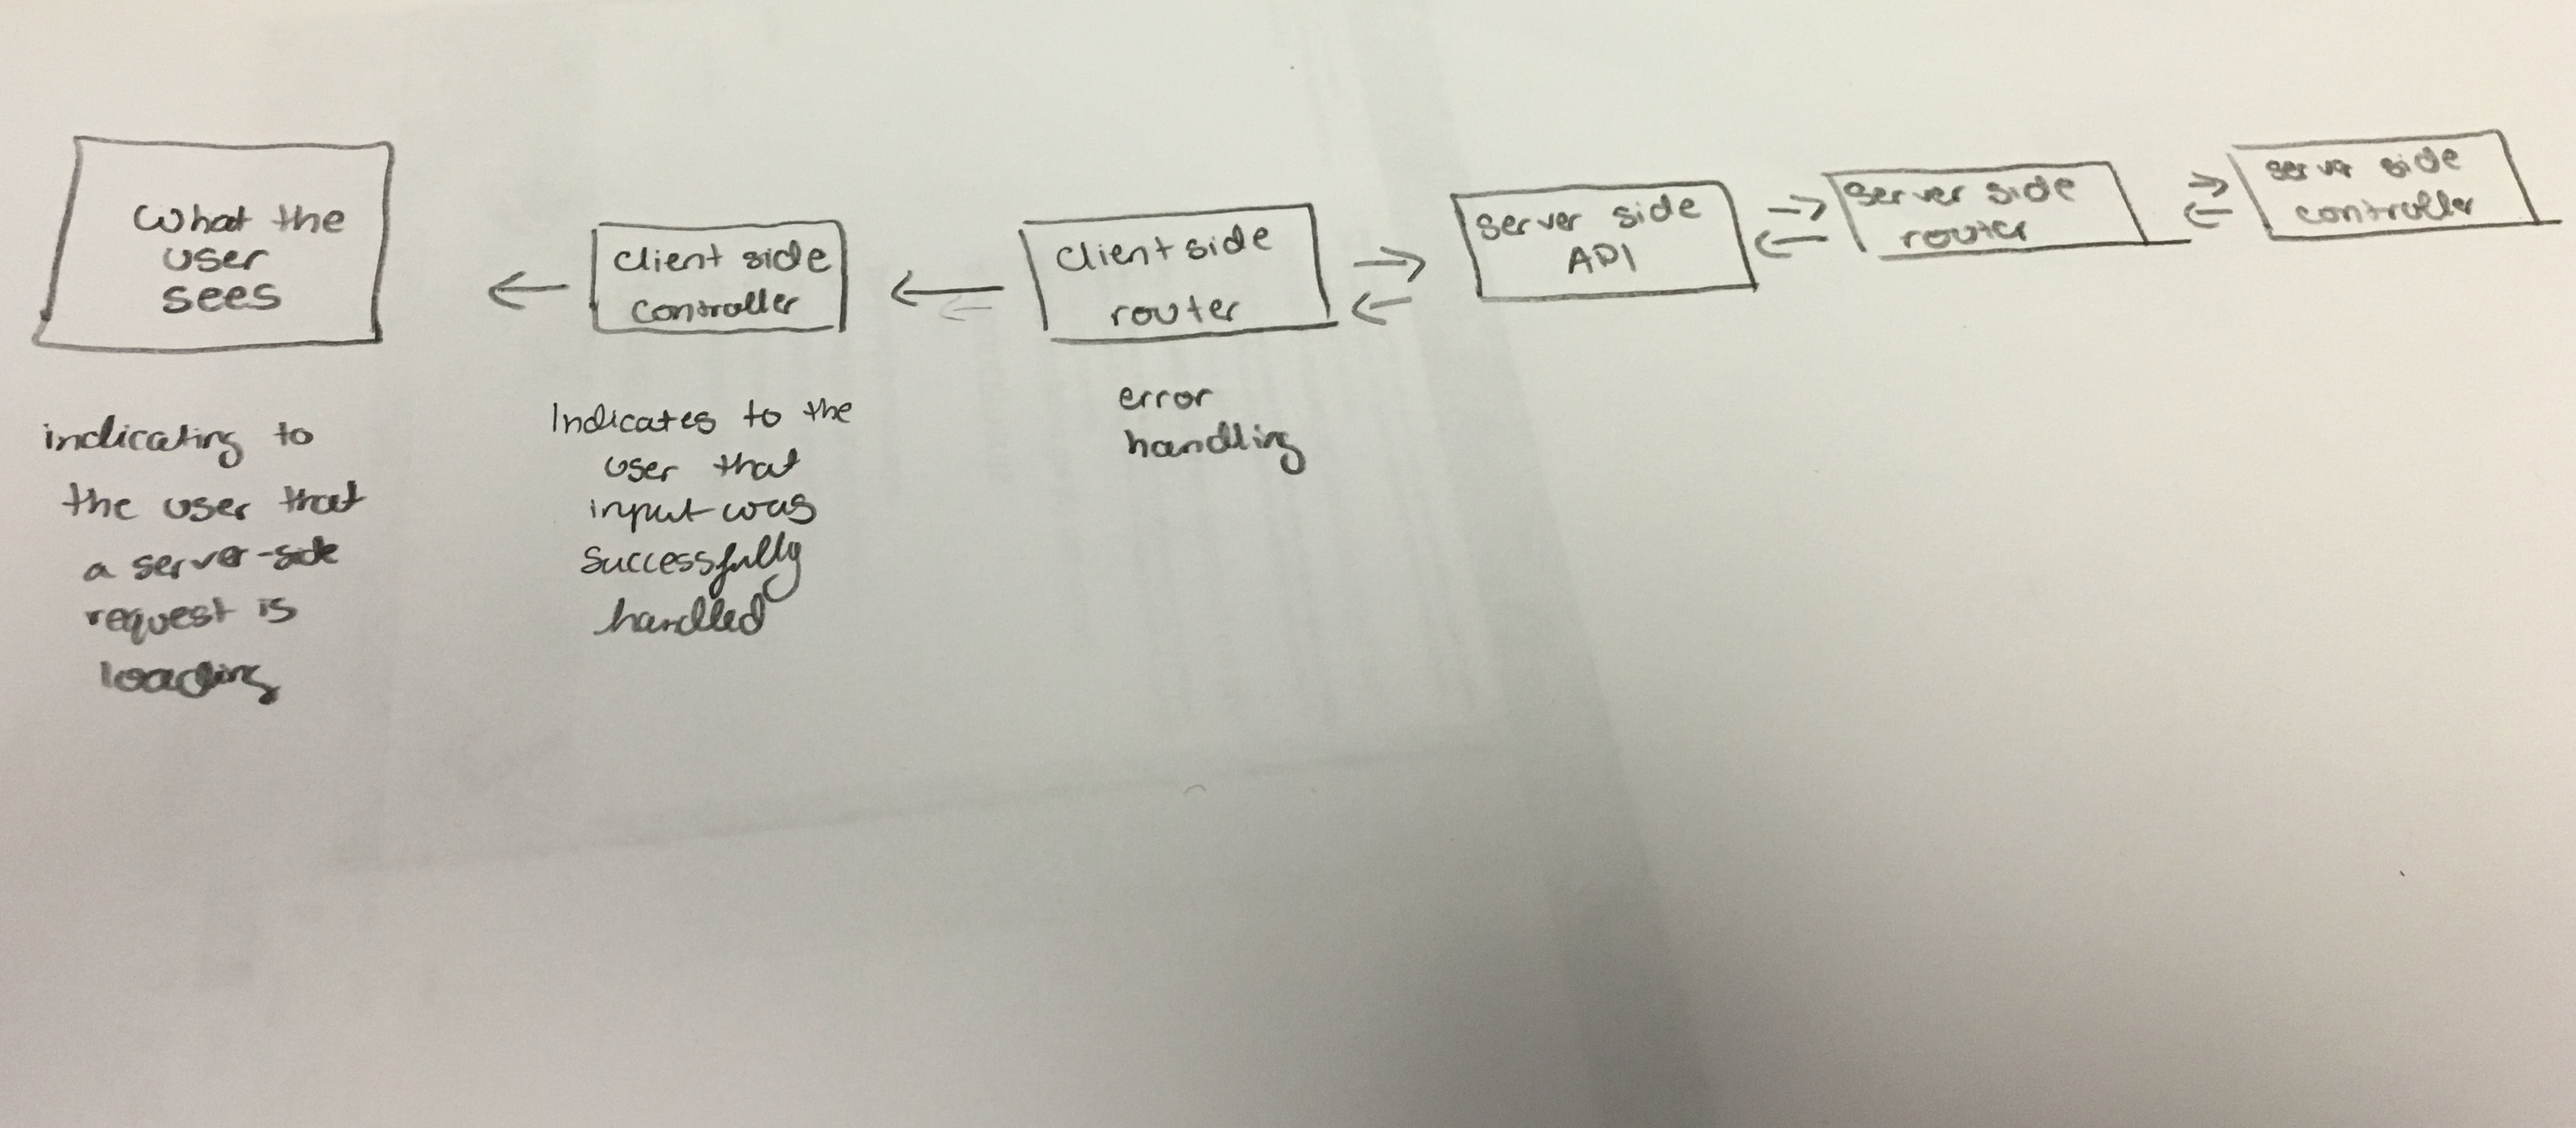 What the
user
sees
client side
controller
client side
router
server side
API
server side
router
server side
controller
indicating to
the user that
a server-side
request is
loading
Indicates to the
user that
input was
successfully
handled
error
handling